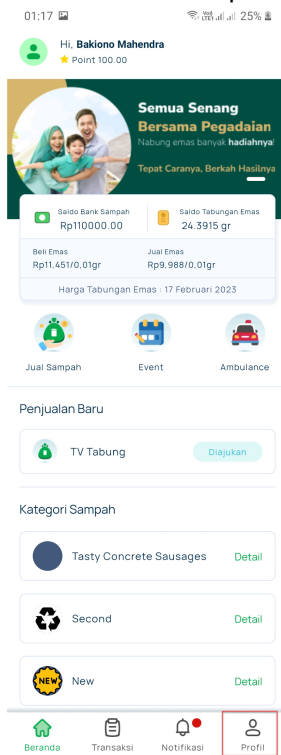 01:17
25%
Hi, Bakiono Mahendra
Point 100.00
Semua Senang
Bersama Pegadaian
Nabung emas banyak hadiahnya!
Tepat Caranya, Berkah Hasilnya
Saldo Bank Sampah
Rp110000.00
Saldo Tabungan Emas
24.3915 gr
Beli Emas
Rp11,451/0,01gr
Jual Emas
Rp9,988/0,01gr
Harga Tabungan Emas : 17 Februari 2023
Jual Sampah
Event
Ambulance
Penjualan Baru
TV Tabung
Diajukan
Kategori Sampah
Tasty Concrete Sausages
Detail
Second
Detail
NEW
New
Detail
Beranda
Transaksi
Notifikasi
Profil